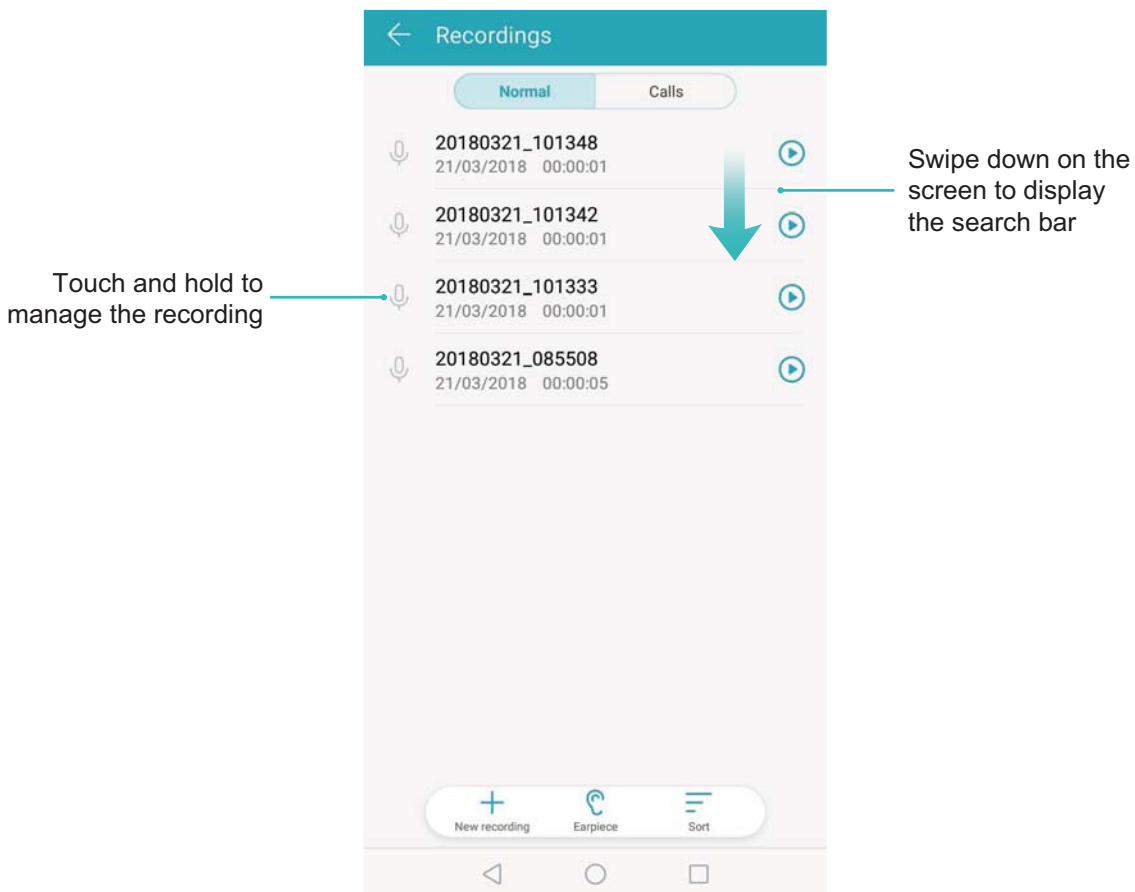 Recordings
Normal Calls
20180321_101348
21/03/2018 00:00:01
20180321_101342
21/03/2018 00:00:01
20180321_101333
21/03/2018 00:00:01
20180321_085508
21/03/2018 00:00:05
Swipe down on the
screen to display
the search bar
Touch and hold to
manage the recording
New recording Earpiece Sort